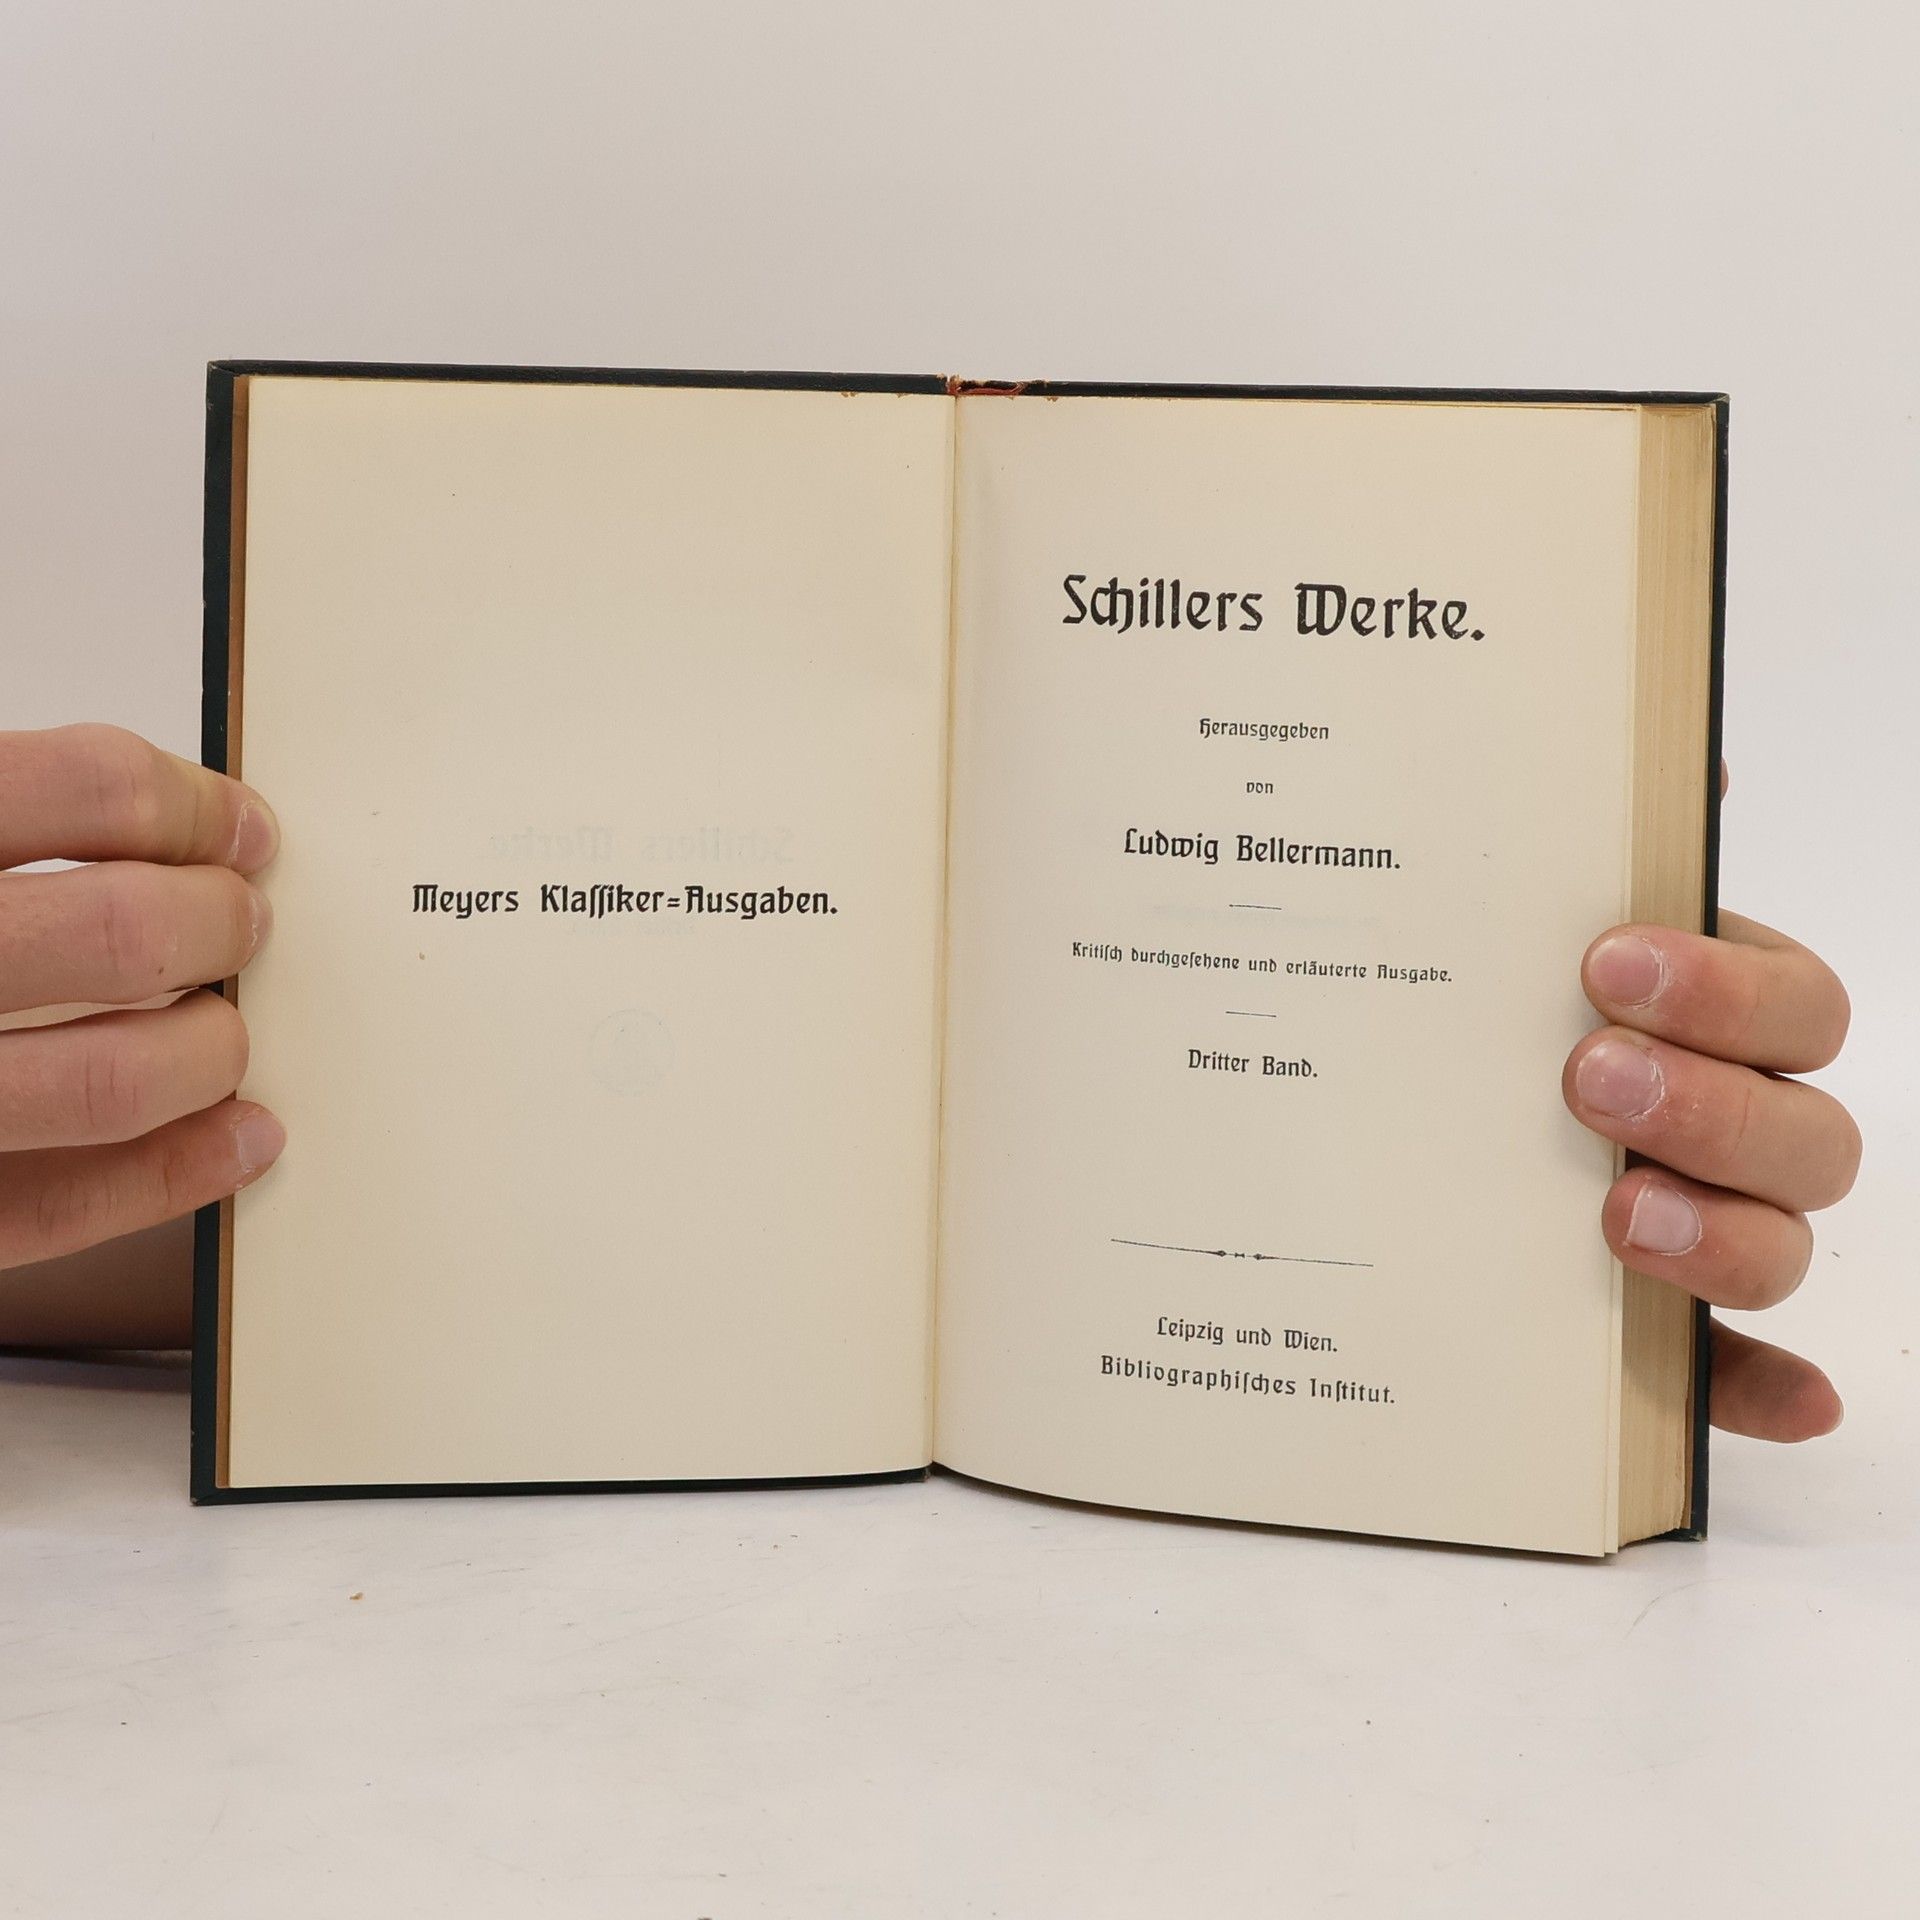 Meyers Klaſſiker=Ausgaben.
Schillers Werke.
Herausgegeben
von
Ludwig Bellermann.
Kritiſch durchgeſehene und erläuterte Ausgabe.
Dritter Band.
Leipzig und Wien.
Bibliographiſches Inſtitut.